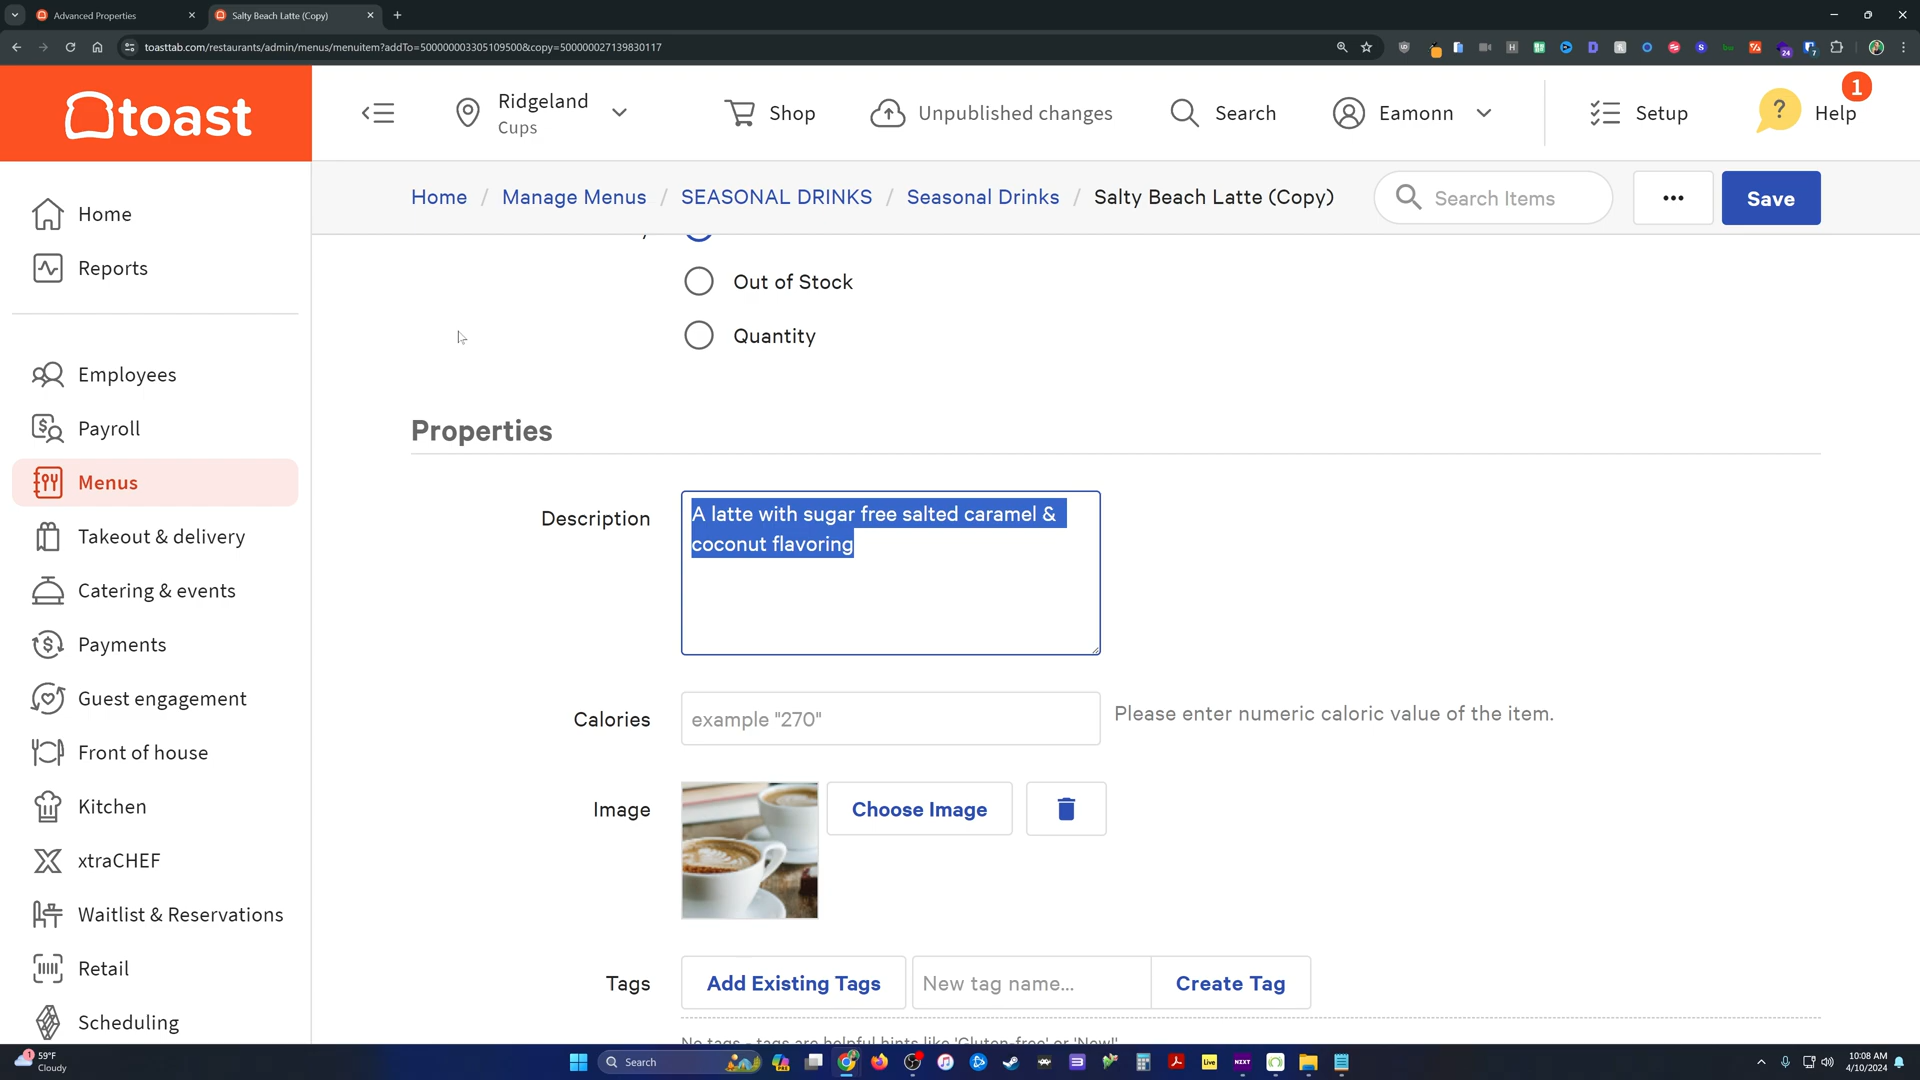 Advanced Properties
Salty Beach Latte (Copy)
toasttab.com/restaurants/admin/menus/menuitem?addTo=500000003305109500&copy=500000027139830117
24
7
toast
Ridgeland
Cups
Shop
Unpublished changes
Search
Eamonn
Setup
?
Help
1
Home / Manage Menus / SEASONAL DRINKS / Seasonal Drinks / Salty Beach Latte (Copy)
Search Items
Save
Home
Reports
Employees
Payroll
Menus
Takeout & delivery
Catering & events
Payments
Guest engagement
Front of house
Kitchen
xtraCHEF
Waitlist & Reservations
Retail
Scheduling
Out of Stock
Quantity
Properties
Description
A latte with sugar free salted caramel &
coconut flavoring
Calories
example "270"
Please enter numeric caloric value of the item.
Image
Choose Image
Tags
Add Existing Tags
New tag name...
Create Tag
No tags - tags are helpful hints like 'Gluten-free' or 'New!'
1
59°F
Cloudy
Search
Live
NEXT
10:08 AM
4/10/2024